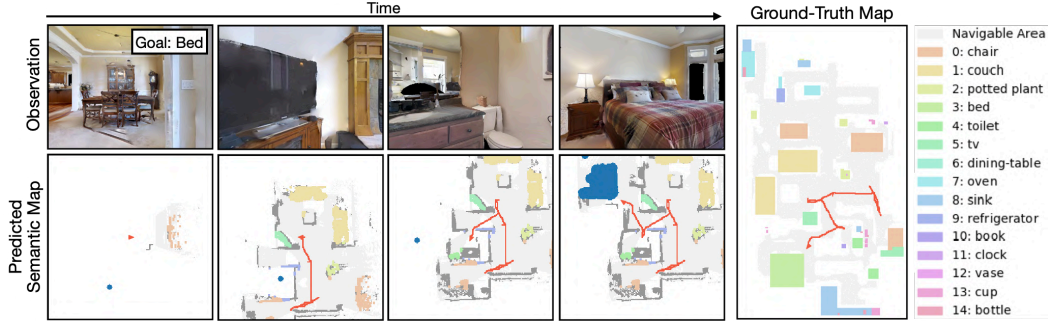 Time
Ground-Truth Map
Observation
Goal: Bed
Predicted
Semantic Map
Navigable Area
0: chair
1: couch
2: potted plant
3: bed
4: toilet
5: tv
6: dining-table
7: oven
8: sink
9: refrigerator
10: book
11: clock
12: vase
13: cup
14: bottle